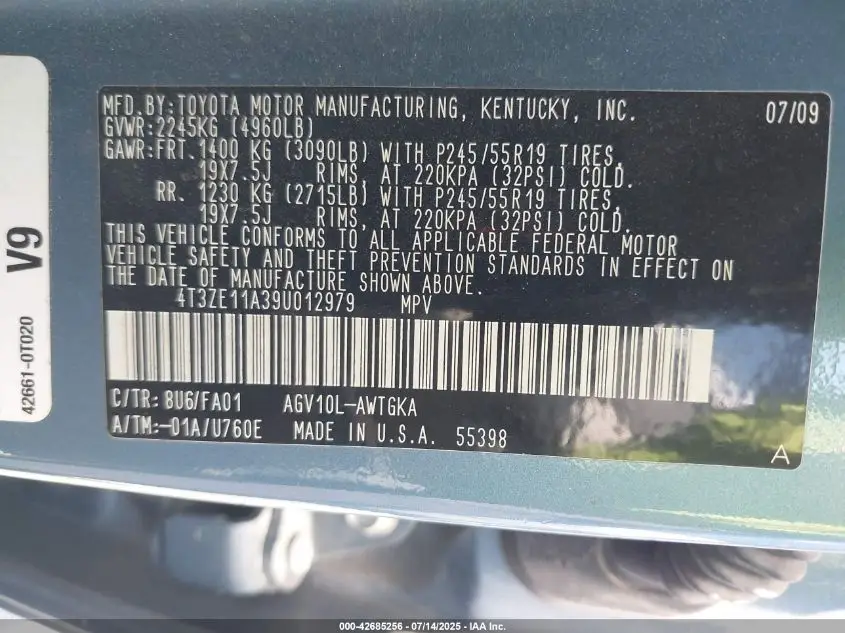 MFD.BY:TOYOTA MOTOR MANUFACTURING, KENTUCKY, INC. 07/09
GVWR:2245KG (4960LB)
GAWR:FRT.1400 KG (3090LB) WITH P245/55R19 TIRES,
19X7.5J RIMS, AT 220KPA (32PSI) COLD.
RR. 1230 KG (2715LB) WITH P245/55R19 TIRES,
19X7.5J RIMS, AT 220KPA (32PSI) COLD.
THIS VEHICLE CONFORMS TO ALL APPLICABLE FEDERAL MOTOR
VEHICLE SAFETY AND THEFT PREVENTION STANDARDS IN EFFECT ON
THE DATE OF MANUFACTURE SHOWN ABOVE.
4T3ZE11A39U012979 MPV
C/TR: 8U6/FA01 AGV10L-AWTGKA
A/TM:-01A/U760E MADE IN U.S.A. 55398
A
V9
42661-0T020
000-42685256 - 07/14/2025 - IAA Inc.